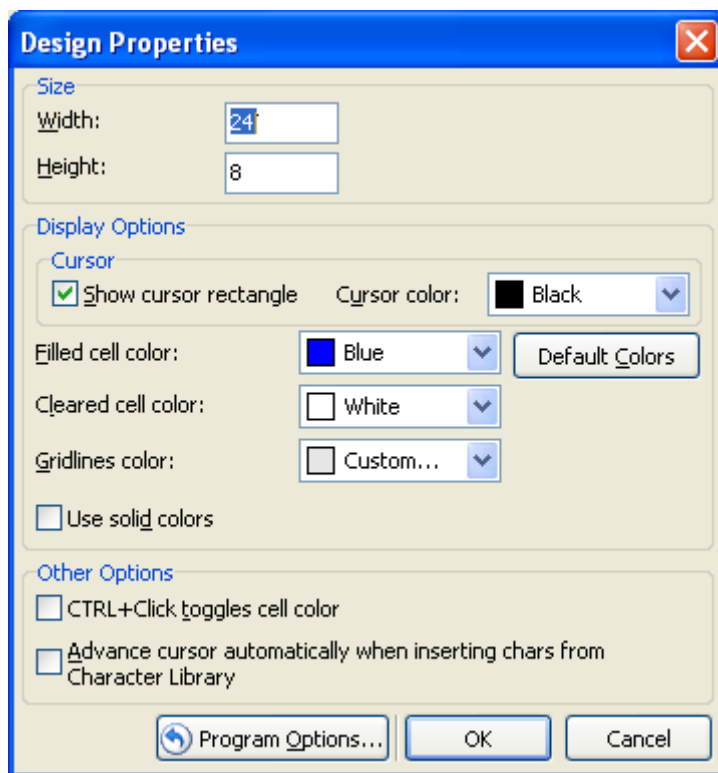 Design Properties
Size
Width:
24
Height:
8
Display Options
Cursor
Show cursor rectangle
Cursor color:
Black
Filled cell color:
Blue
Default Colors
Cleared cell color:
White
Gridlines color:
Custom...
Use solid colors
Other Options
CTRL+Click toggles cell color
Advance cursor automatically when inserting chars from
Character Library
Program Options...
OK
Cancel